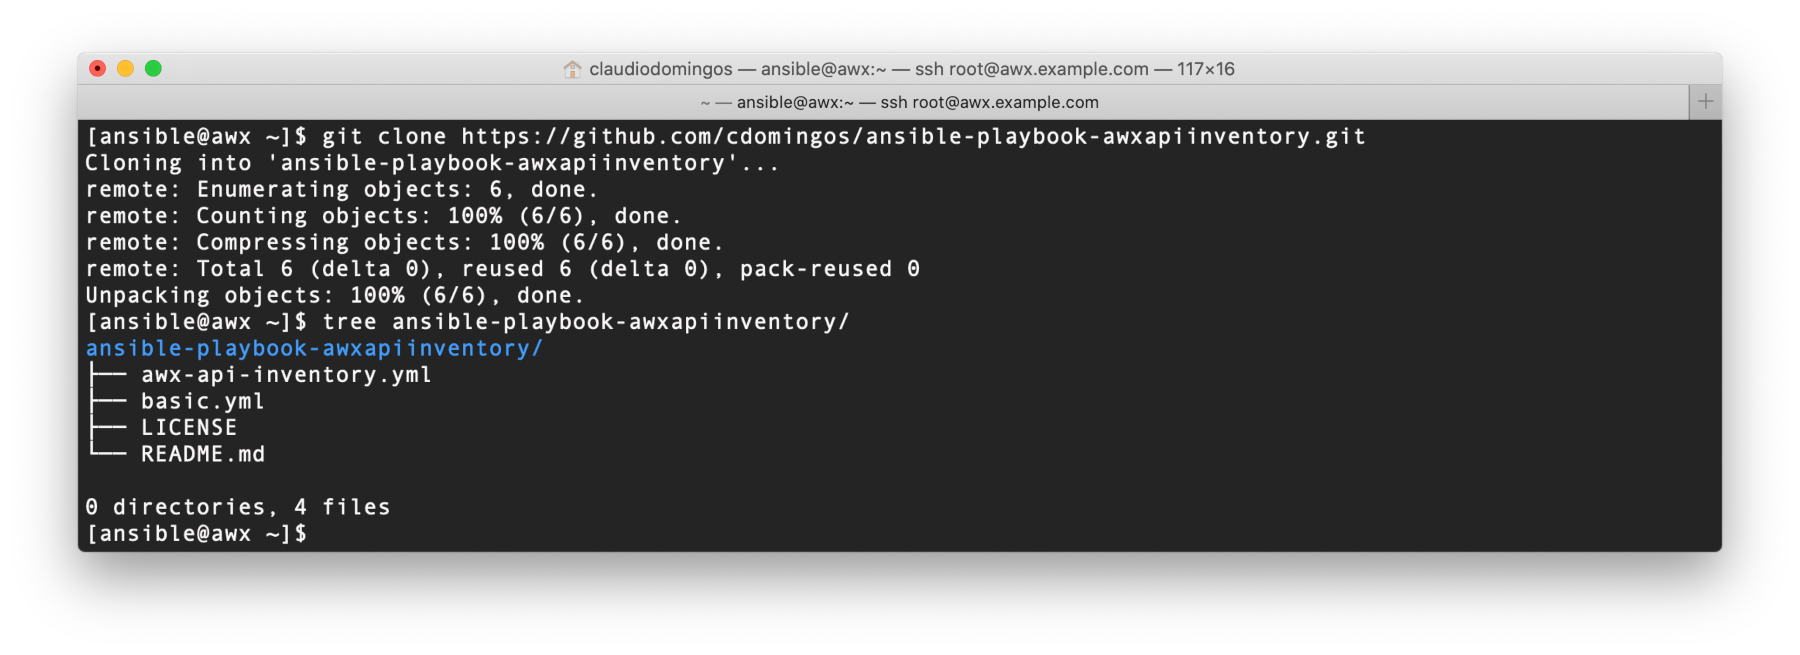 claudiodomingos — ansible@awx:~ — ssh root@awx.example.com — 117×16
~ — ansible@awx:~ — ssh root@awx.example.com
[ansible@awx ~]$ git clone https://github.com/cdomingos/ansible-playbook-awxapiinventory.git
Cloning into 'ansible-playbook-awxapiinventory'...
remote: Enumerating objects: 6, done.
remote: Counting objects: 100% (6/6), done.
remote: Compressing objects: 100% (6/6), done.
remote: Total 6 (delta 0), reused 6 (delta 0), pack-reused 0
Unpacking objects: 100% (6/6), done.
[ansible@awx ~]$ tree ansible-playbook-awxapiinventory/
ansible-playbook-awxapiinventory/
├── awx-api-inventory.yml
├── basic.yml
├── LICENSE
└── README.md
0 directories, 4 files
[ansible@awx ~]$